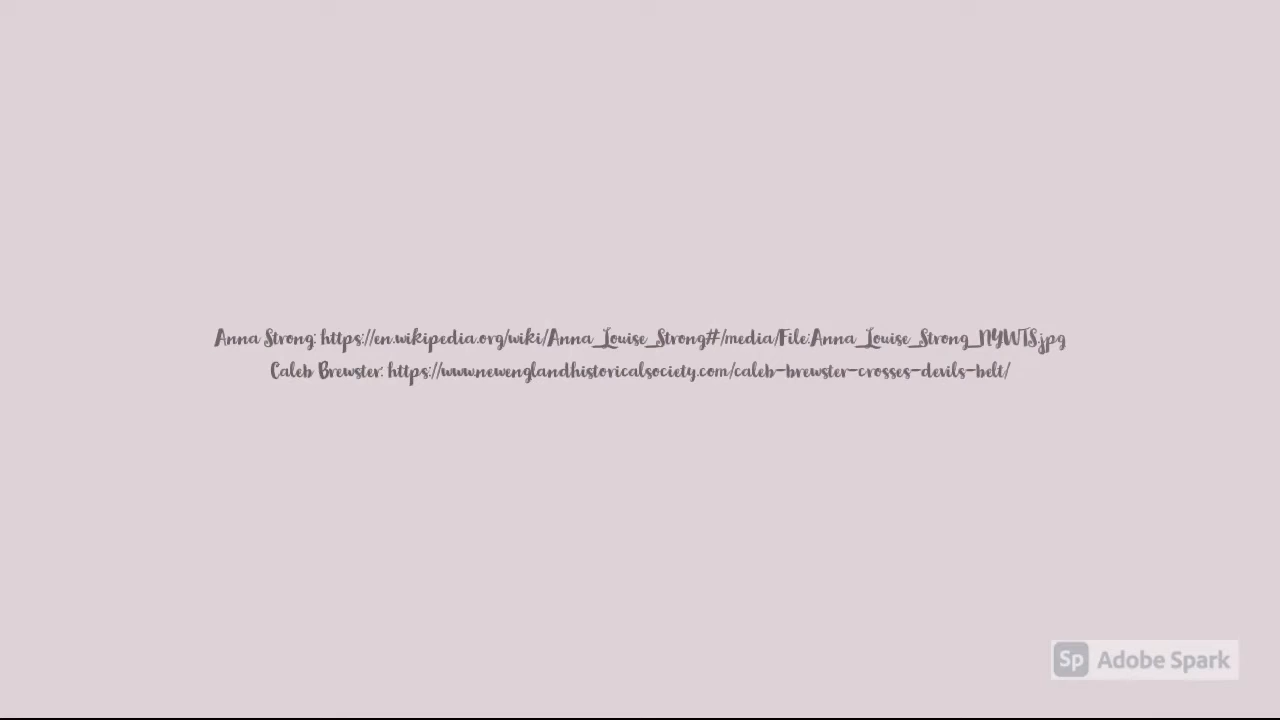 Anna Strong: https://en.wikipedia.org/wiki/Anna_Louise_Strong#/media/File:Anna_Louise_Strong_NYWTS.jpg
Caleb Brewster: https://www.newenglandhistoricalsociety.com/caleb-brewster-crosses-devils-belt/
Sp Adobe Spark